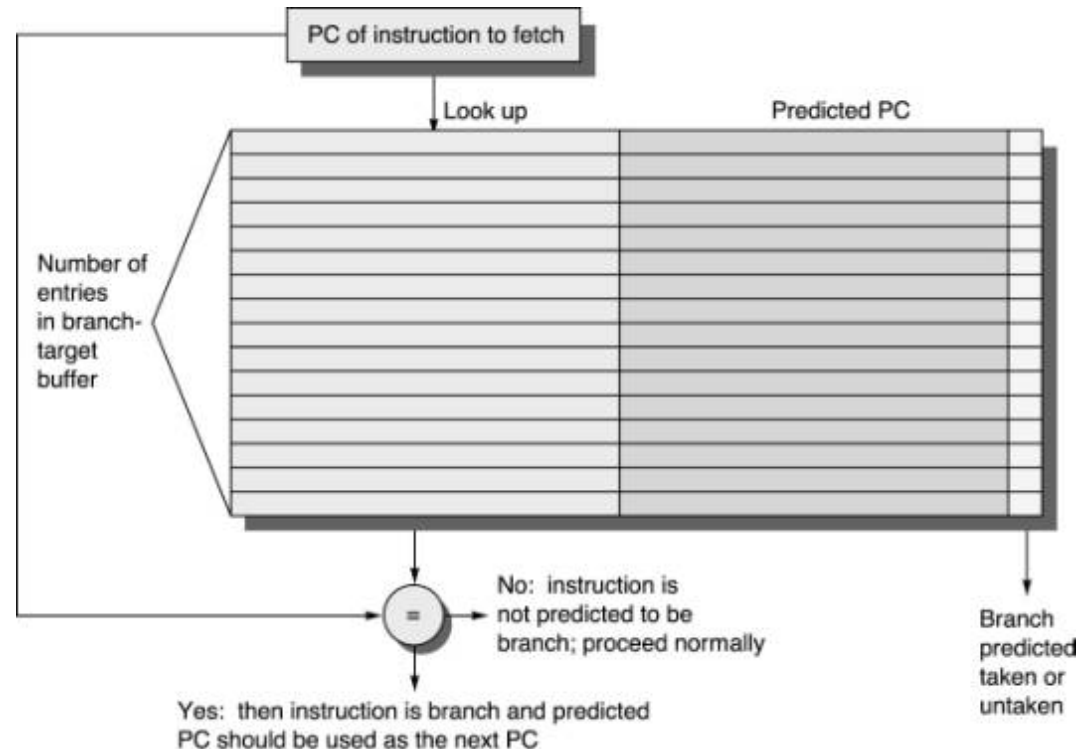 PC of instruction to fetch
Look up
Predicted PC
Number of
entries
in branch-
target
buffer
=
No: instruction is
not predicted to be
branch; proceed normally
Branch
predicted
taken or
untaken
Yes: then instruction is branch and predicted
PC should be used as the next PC